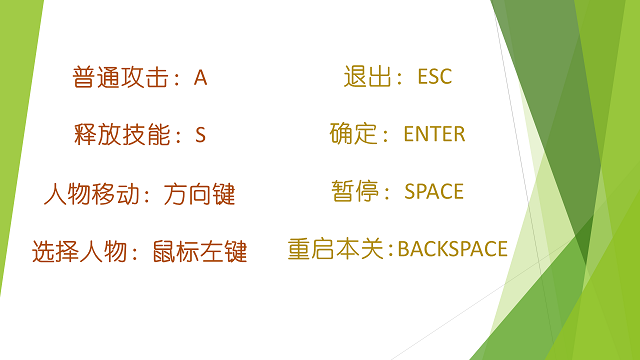 普通攻击：A
释放技能：S
人物移动：方向键
选择人物：鼠标左键
退出：ESC
确定：ENTER
暂停：SPACE
重启本关:BACKSPACE